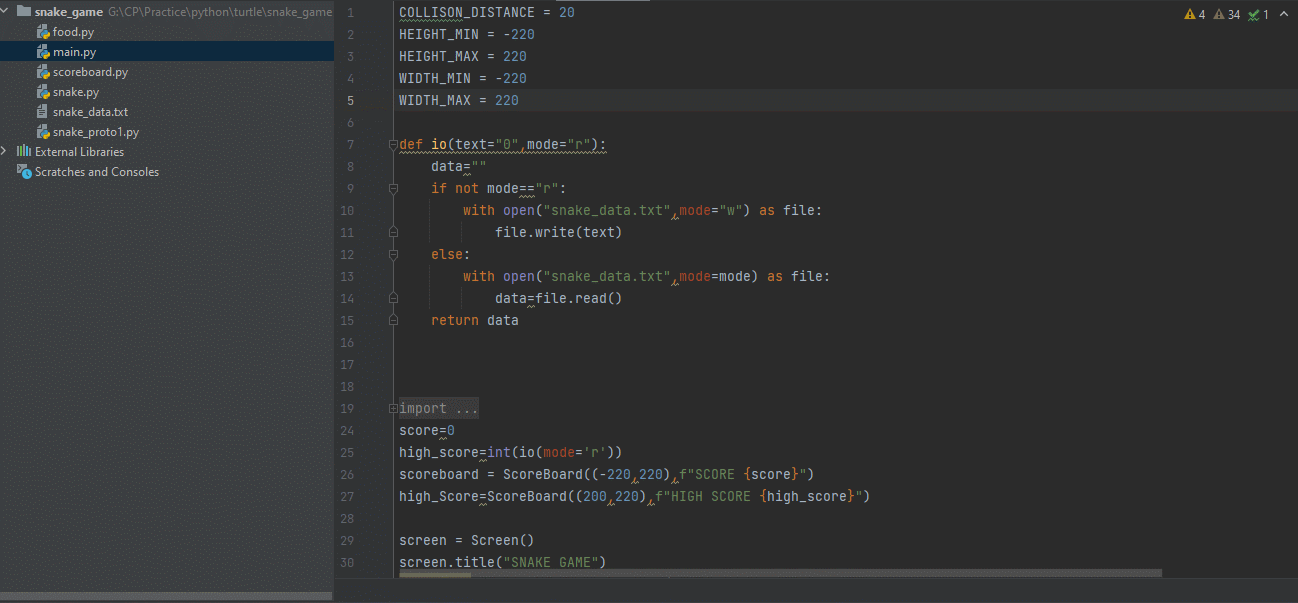 snake_game G:\CP\Practice\python\turtle\snake_game
food.py
main.py
scoreboard.py
snake.py
snake_data.txt
snake_proto1.py
External Libraries
Scratches and Consoles
4 34 1
1 COLLISON_DISTANCE = 20
2 HEIGHT_MIN = -220
3 HEIGHT_MAX = 220
4 WIDTH_MIN = -220
5 WIDTH_MAX = 220
6
7 def io(text="0",mode="r"):
8 data=""
9 if not mode=="r":
10 with open("snake_data.txt",mode="w") as file:
11 file.write(text)
12 else:
13 with open("snake_data.txt",mode=mode) as file:
14 data=file.read()
15 return data
16
17
18
19 import ...
24 score=0
25 high_score=int(io(mode='r'))
26 scoreboard = ScoreBoard((-220,220),f"SCORE {score}")
27 high_Score=ScoreBoard((200,220),f"HIGH SCORE {high_score}")
28
29 screen = Screen()
30 screen.title("SNAKE GAME")